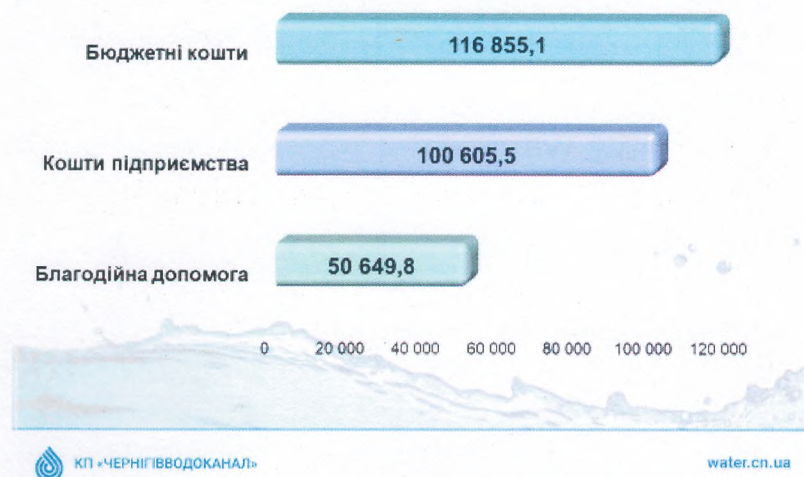 Бюджетні кошти
116 855,1
Кошти підприємства
100 605,5
Благодійна допомога
50 649,8
0 20 000 40 000 60 000 80 000 100 000 120 000
КП «ЧЕРНІГІВВОДОКАНАЛ»
water.cn.ua